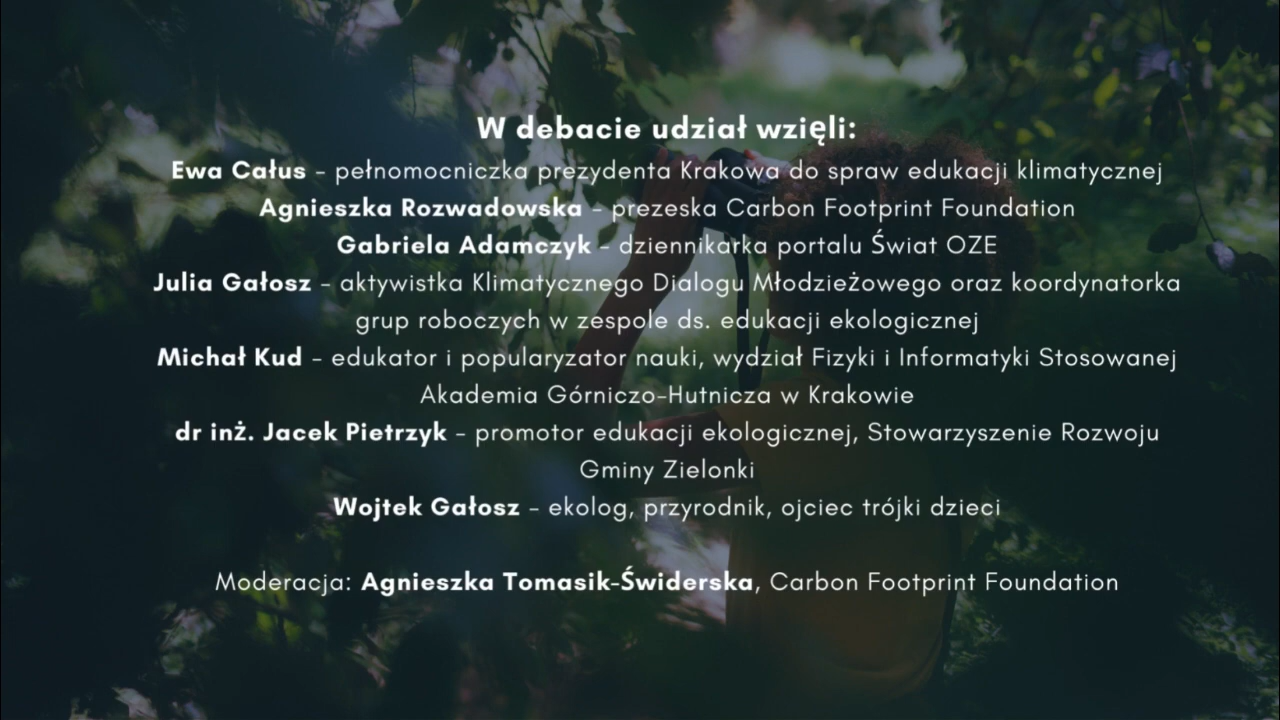 W debacie udział wzięli:
Ewa Całus – pełnomocniczka prezydenta Krakowa do spraw edukacji klimatycznej
Agnieszka Rozwadowska – prezeska Carbon Footprint Foundation
Gabriela Adamczyk – dziennikarka portalu Świat OZE
Julia Gałosz – aktywistka Klimatycznego Dialogu Młodzieżowego oraz koordynatorka
grup roboczych w zespole ds. edukacji ekologicznej
Michał Kud – edukator i popularyzator nauki, wydział Fizyki i Informatyki Stosowanej
Akademia Górniczo-Hutnicza w Krakowie
dr inż. Jacek Pietrzyk – promotor edukacji ekologicznej, Stowarzyszenie Rozwoju
Gminy Zielonki
Wojtek Gałosz – ekolog, przyrodnik, ojciec trójki dzieci
Moderacja: Agnieszka Tomasik-Świderska, Carbon Footprint Foundation